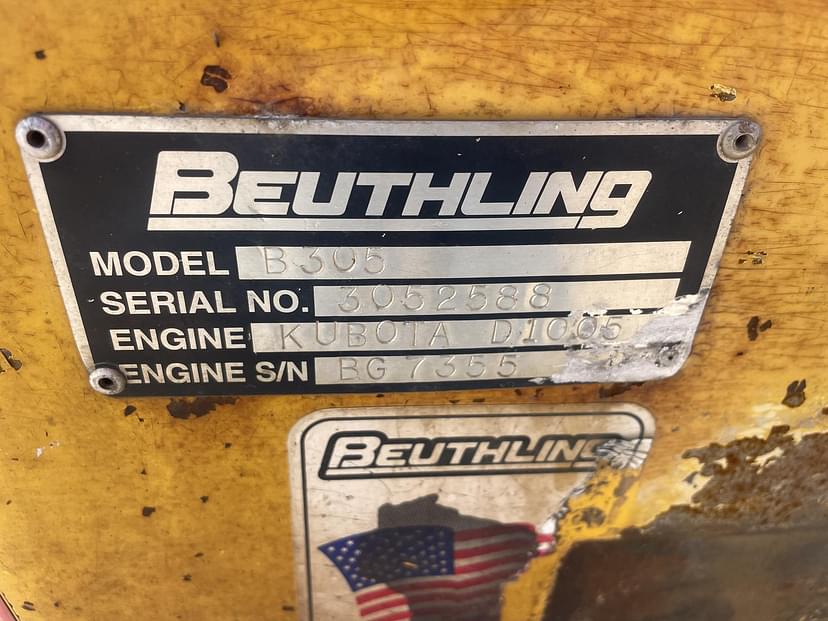 BEUTHLING
MODEL B305
SERIAL NO. 3052588
ENGINE KUBOTA D1005
ENGINE S/N BG7355
BEUTHLING